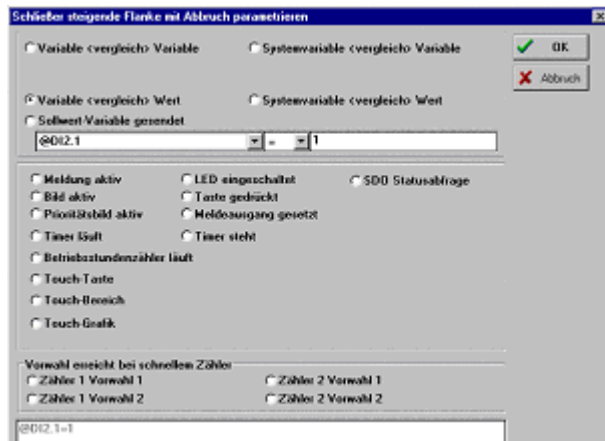 Schließer steigende Flanke mit Abbruch parametrieren
Variable <vergleich> Variable
Systemvariable <vergleich> Variable
OK
Abbruch
Variable <vergleich> Wert
Systemvariable <vergleich> Wert
Sollwert-Variable gesendet
@DI2.1 = 1
Meldung aktiv
LED eingeschaltet
SDO Statusabfrage
Bild aktiv
Taste gedrückt
Prioritätsbild aktiv
Meldeausgang gesetzt
Timer läuft
Timer steht
Betriebsstundenzähler läuft
Touch-Taste
Touch-Bereich
Touch-Grafik
Vorwahl erreicht bei schnellem Zähler
Zähler 1 Vorwahl 1
Zähler 2 Vorwahl 1
Zähler 1 Vorwahl 2
Zähler 2 Vorwahl 2
@DI2.1=1